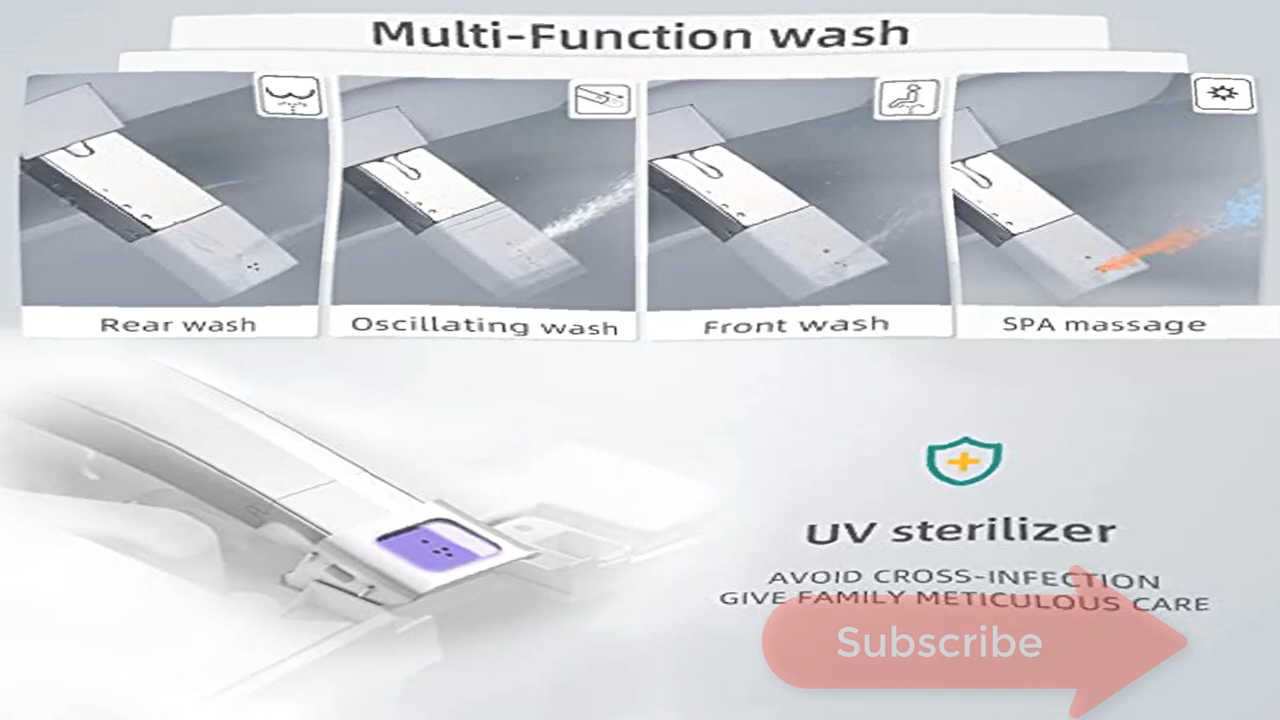 Multi-Function wash
Rear wash
Oscillating wash
Front wash
SPA massage
UV sterilizer
AVOID CROSS-INFECTION
GIVE FAMILY METICULOUS CARE
Subscribe